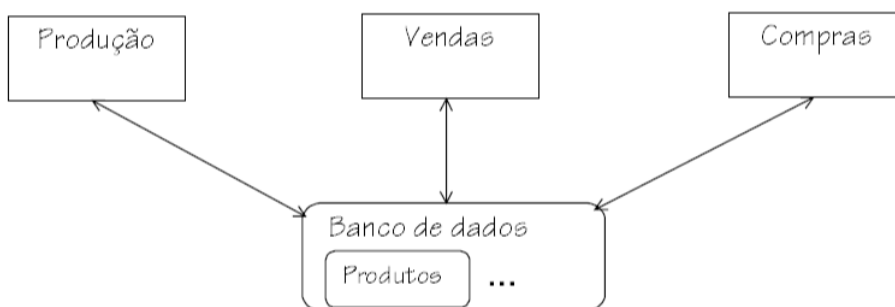 Produção
Vendas
Compras
Banco de dados
Produtos ...